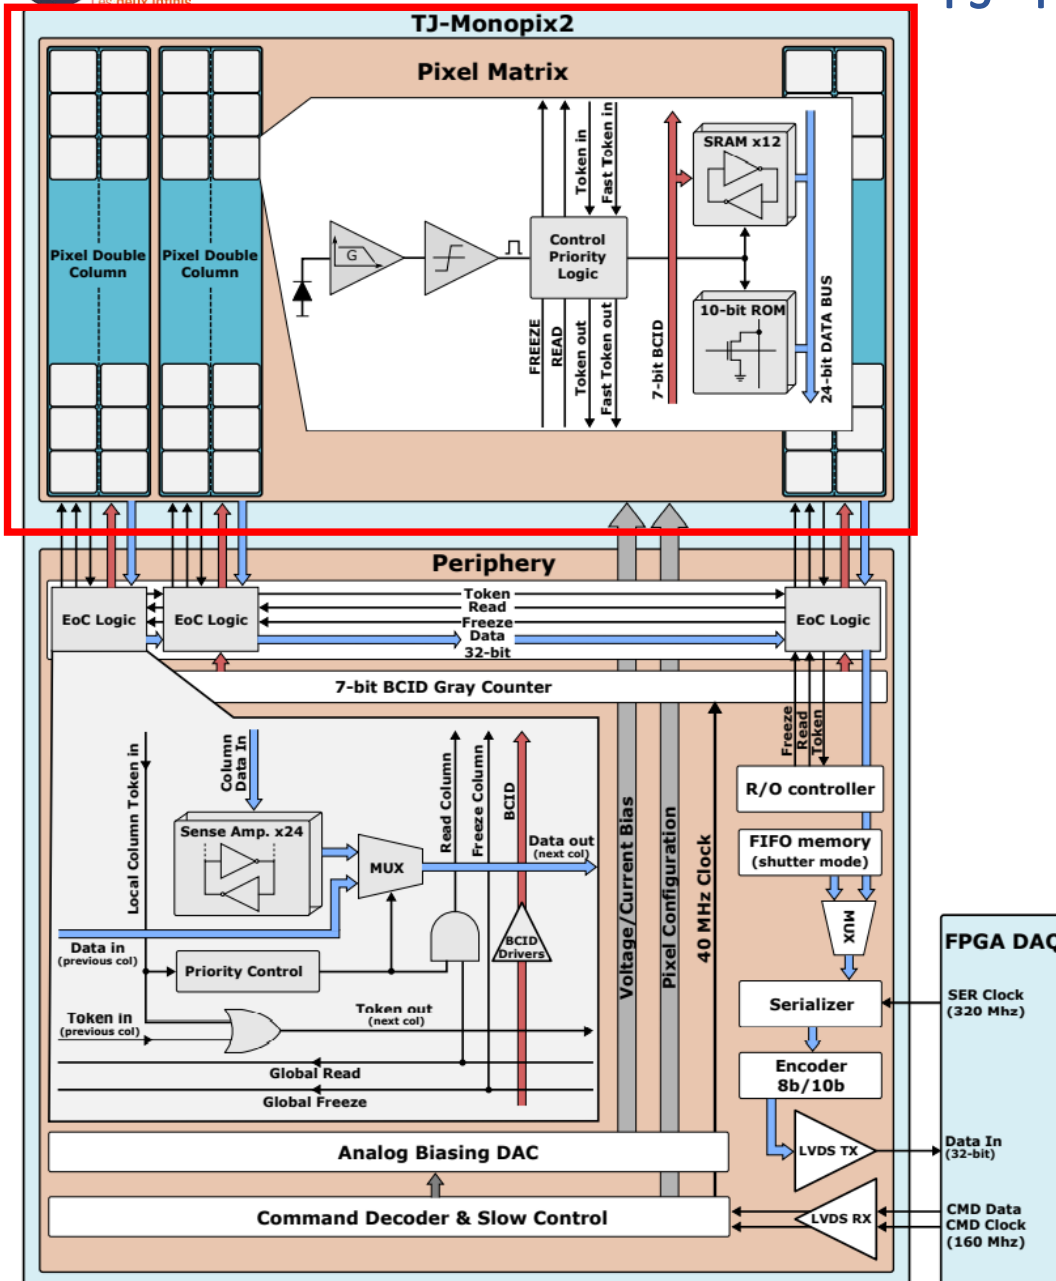 Les deux infinis
TJ-Monopix2
Pixel Matrix
Pixel Double
Column
Pixel Double
Column
G
Control
Priority
Logic
Token in
Fast Token in
FREEZE
READ
Token out
Fast Token out
7-bit BCID
SRAM x12
10-bit ROM
24-bit DATA BUS
Periphery
EoC Logic
EoC Logic
EoC Logic
Token
Read
Freeze
Data
32-bit
7-bit BCID Gray Counter
Freeze
Read
Token
Local Column Token in
Column
Data In
Sense Amp. x24
MUX
Read Column
Freeze Column
BCID
Data out
(next col)
BCID
Drivers
Data in
(previous col)
Priority Control
Token in
(previous col)
Token out
(next col)
Global Read
Global Freeze
Voltage/Current Bias
Pixel Configuration
40 MHz Clock
R/O controller
FIFO memory
(shutter mode)
MUX
Serializer
Encoder
8b/10b
LVDS TX
LVDS RX
Analog Biasing DAC
Command Decoder & Slow Control
FPGA DAQ
SER Clock
(320 Mhz)
Data In
(32-bit)
CMD Data
CMD Clock
(160 Mhz)